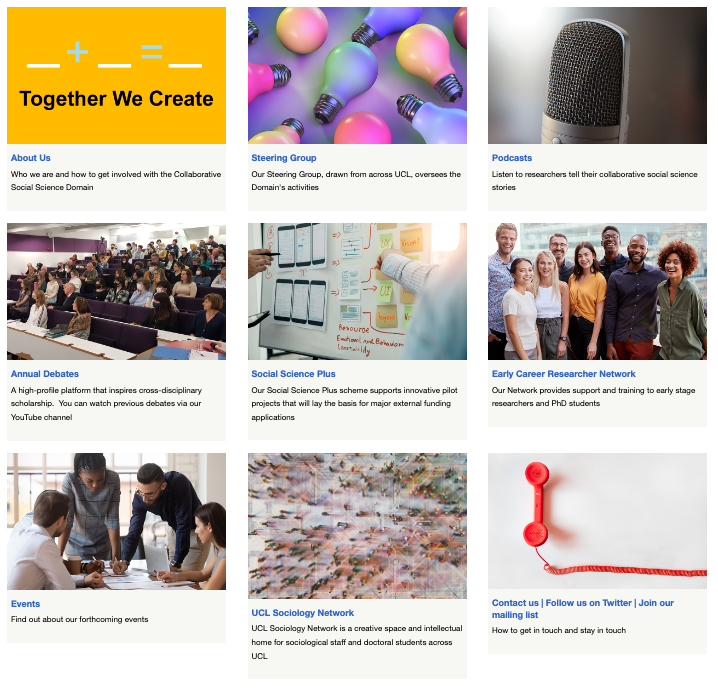 _ + _ = _
Together We Create
About Us
Who we are and how to get involved with the Collaborative
Social Science Domain
Steering Group
Our Steering Group, drawn from across UCL, oversees the
Domain's activities
Podcasts
Listen to researchers tell their collaborative social science
stories
Goal
UI
Resource
Emotional and Behavior
Annual Debates
A high-profile platform that inspires cross-disciplinary
scholarship.  You can watch previous debates via our
YouTube channel
Social Science Plus
Our Social Science Plus scheme supports innovative pilot
projects that will lay the basis for major external funding
applications
Early Career Researcher Network
Our Network provides support and training to early stage
researchers and PhD students
Events
Find out about our forthcoming events
UCL Sociology Network
UCL Sociology Network is a creative space and intellectual
home for sociological staff and doctoral students across
UCL
Contact us | Follow us on Twitter | Join our
mailing list
How to get in touch and stay in touch